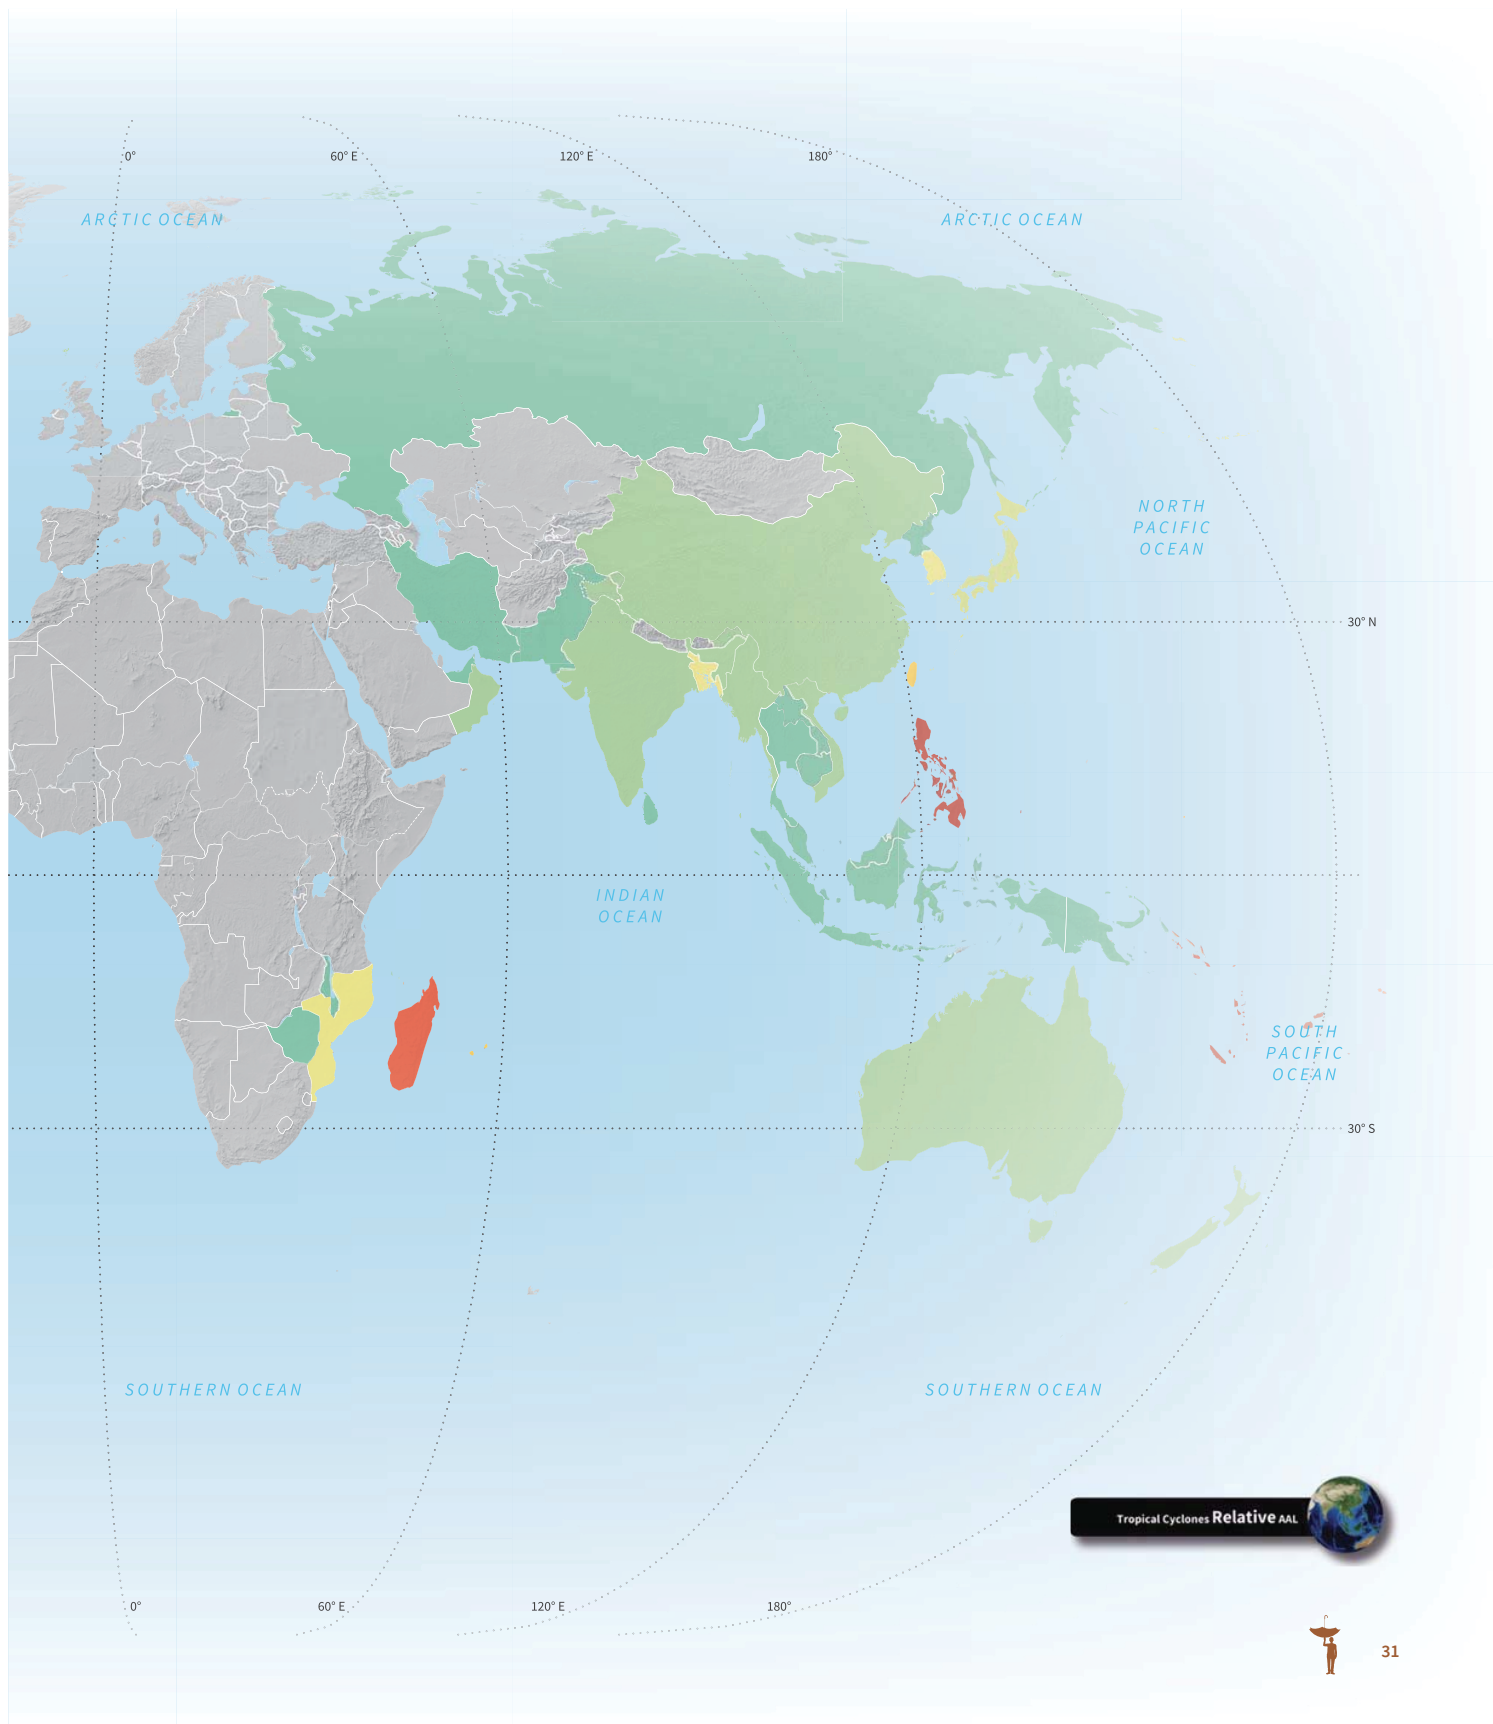 0°
60° E
120° E
180°
ARCTIC OCEAN
ARCTIC OCEAN
NORTH
PACIFIC
OCEAN
30° N
INDIAN
OCEAN
SOUTH
PACIFIC
OCEAN
30° S
SOUTHERN OCEAN
SOUTHERN OCEAN
Tropical Cyclones Relative AAL
0°
60° E
120° E
180°
31